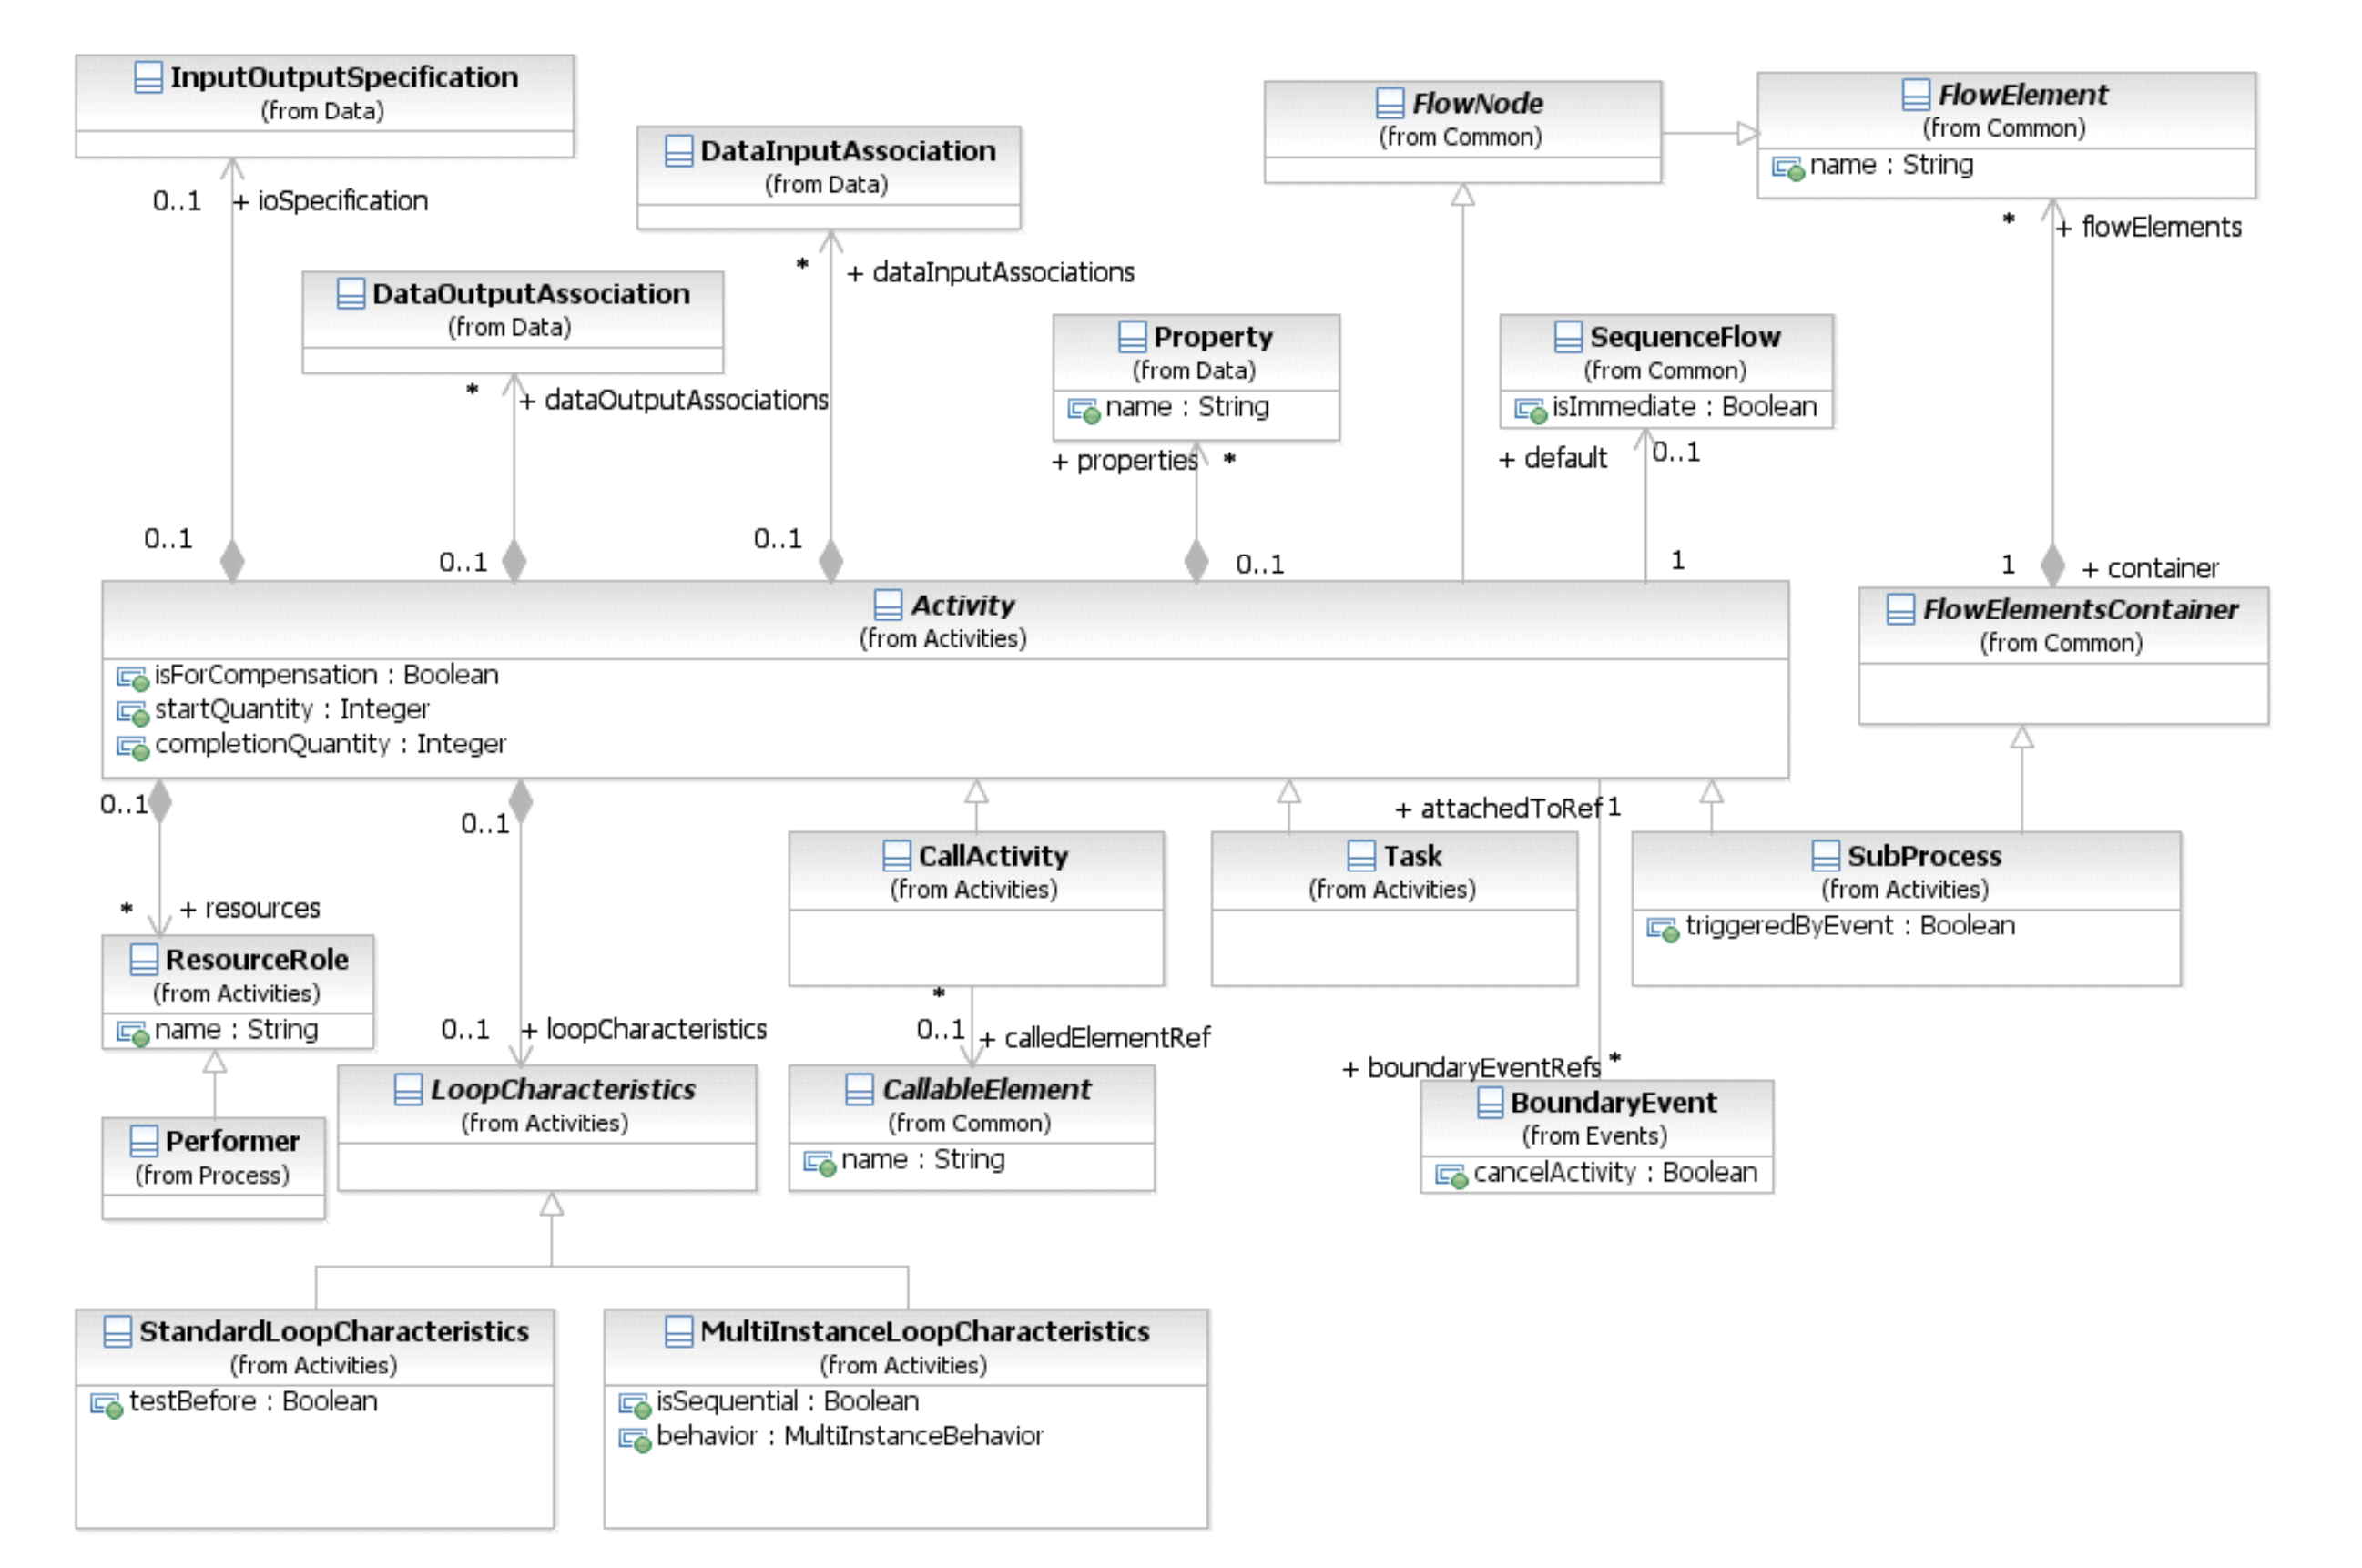 InputOutputSpecification
(from Data)
0..1
+ ioSpecification
DataInputAssociation
(from Data)
*
+ dataInputAssociations
FlowNode
(from Common)
FlowElement
(from Common)
name : String
*
+ flowElements
DataOutputAssociation
(from Data)
*
+ dataOutputAssociations
Property
(from Data)
name : String
+ properties
*
SequenceFlow
(from Common)
isImmediate : Boolean
+ default
0..1
0..1
0..1
0..1
0..1
1
1
+ container
Activity
(from Activities)
isForCompensation : Boolean
startQuantity : Integer
completionQuantity : Integer
FlowElementsContainer
(from Common)
0..1
0..1
+ attachedToRef
1
* + resources
CallActivity
(from Activities)
Task
(from Activities)
SubProcess
(from Activities)
triggeredByEvent : Boolean
ResourceRole
(from Activities)
name : String
0..1
+ loopCharacteristics
*
0..1
+ calledElementRef
+ boundaryEventRefs
*
Performer
(from Process)
LoopCharacteristics
(from Activities)
CallableElement
(from Common)
name : String
BoundaryEvent
(from Events)
cancelActivity : Boolean
StandardLoopCharacteristics
(from Activities)
testBefore : Boolean
MultiInstanceLoopCharacteristics
(from Activities)
isSequential : Boolean
behavior : MultiInstanceBehavior